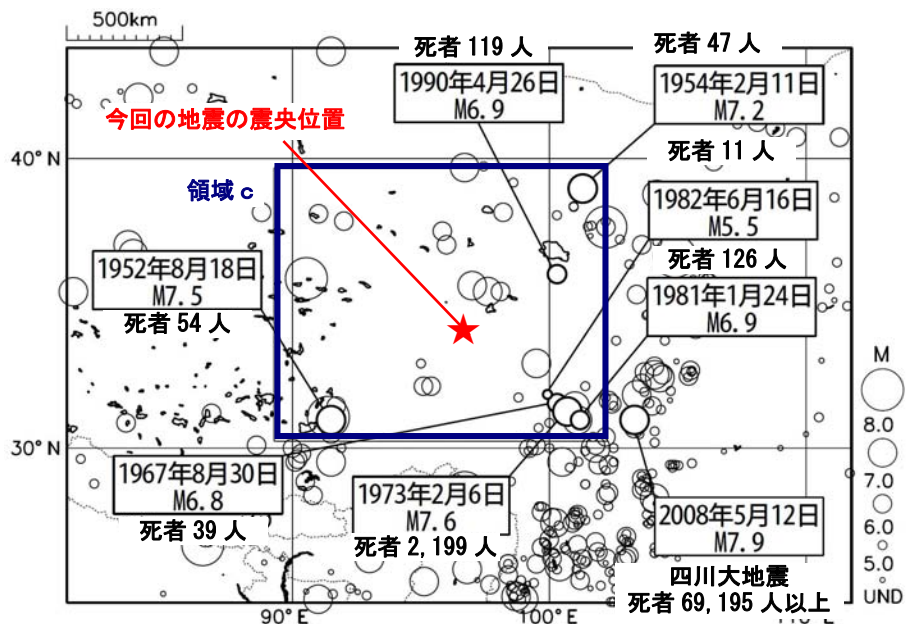 500km
死者 119 人
1990年4月26日
M6.9
死者 47 人
1954年2月11日
M7.2
今回の地震の震央位置
40°N
領域 c
死者 11 人
1982年6月16日
M5.5
死者 126 人
1981年1月24日
M6.9
1952年8月18日
M7.5
死者 54 人
M
8.0
7.0
6.0
5.0
UND
30°N
1967年8月30日
M6.8
死者 39 人
1973年2月6日
M7.6
死者 2,199 人
2008年5月12日
M7.9
四川大地震
死者 69,195 人以上
90°E
100°E
110°E